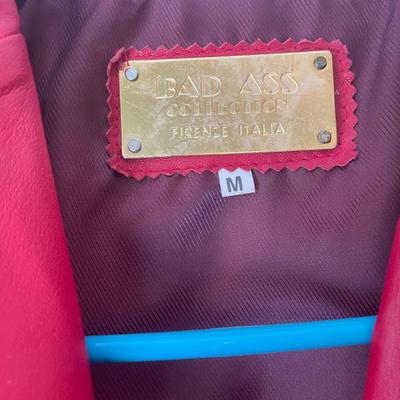 BAD ASS
COLLECTION
FIRENZE ITALIA
M